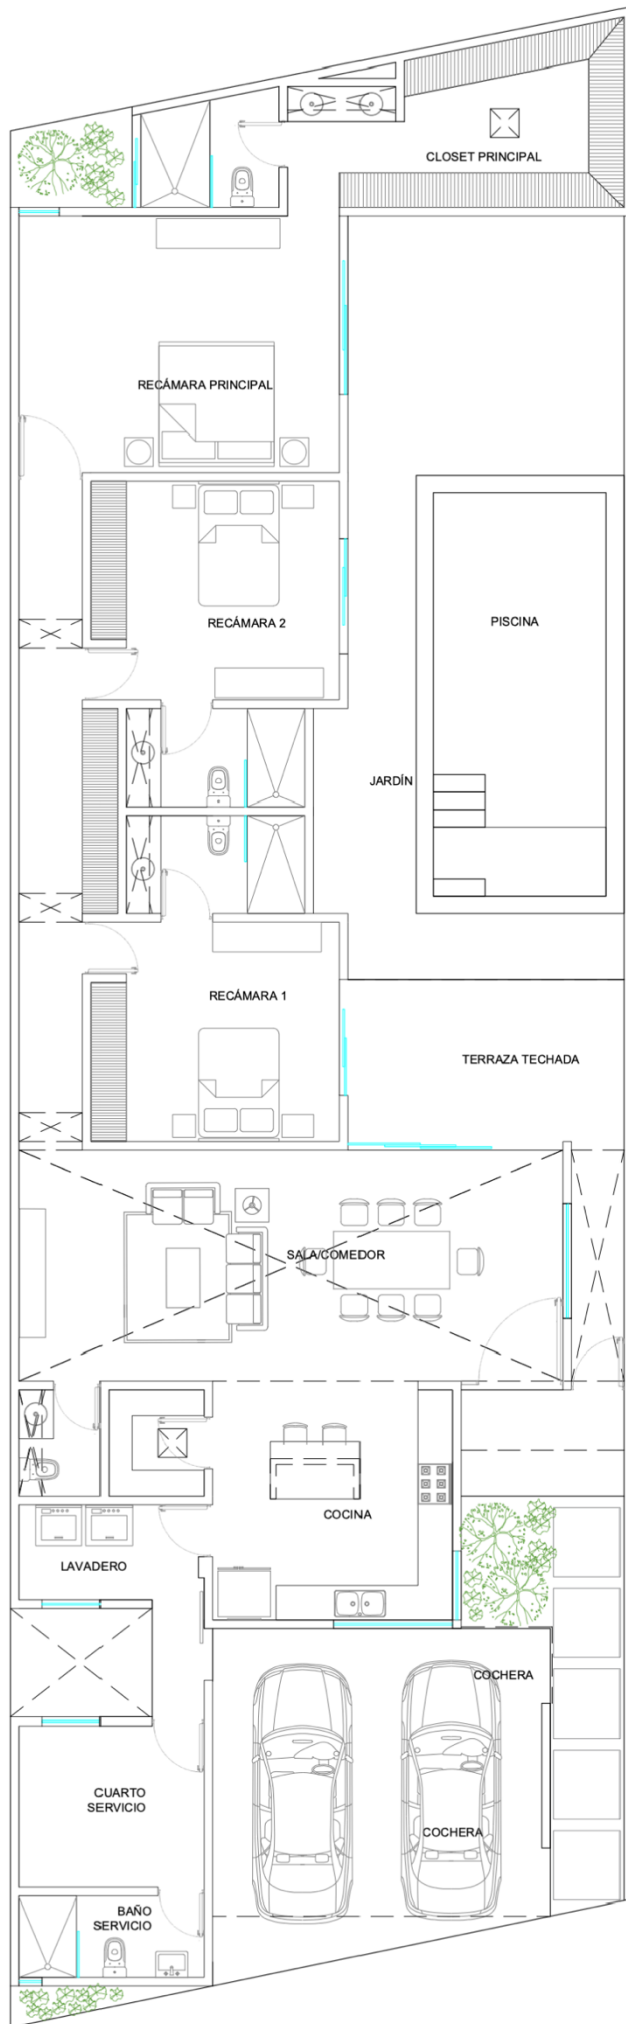 CLOSET PRINCIPAL
RECÁMARA PRINCIPAL
RECÁMARA 2
PISCINA
JARDÍN
RECÁMARA 1
TERRAZA TECHADA
SALA/COMEDOR
COCINA
LAVADERO
COCHERA
CUARTO
SERVICIO
COCHERA
BAÑO
SERVICIO